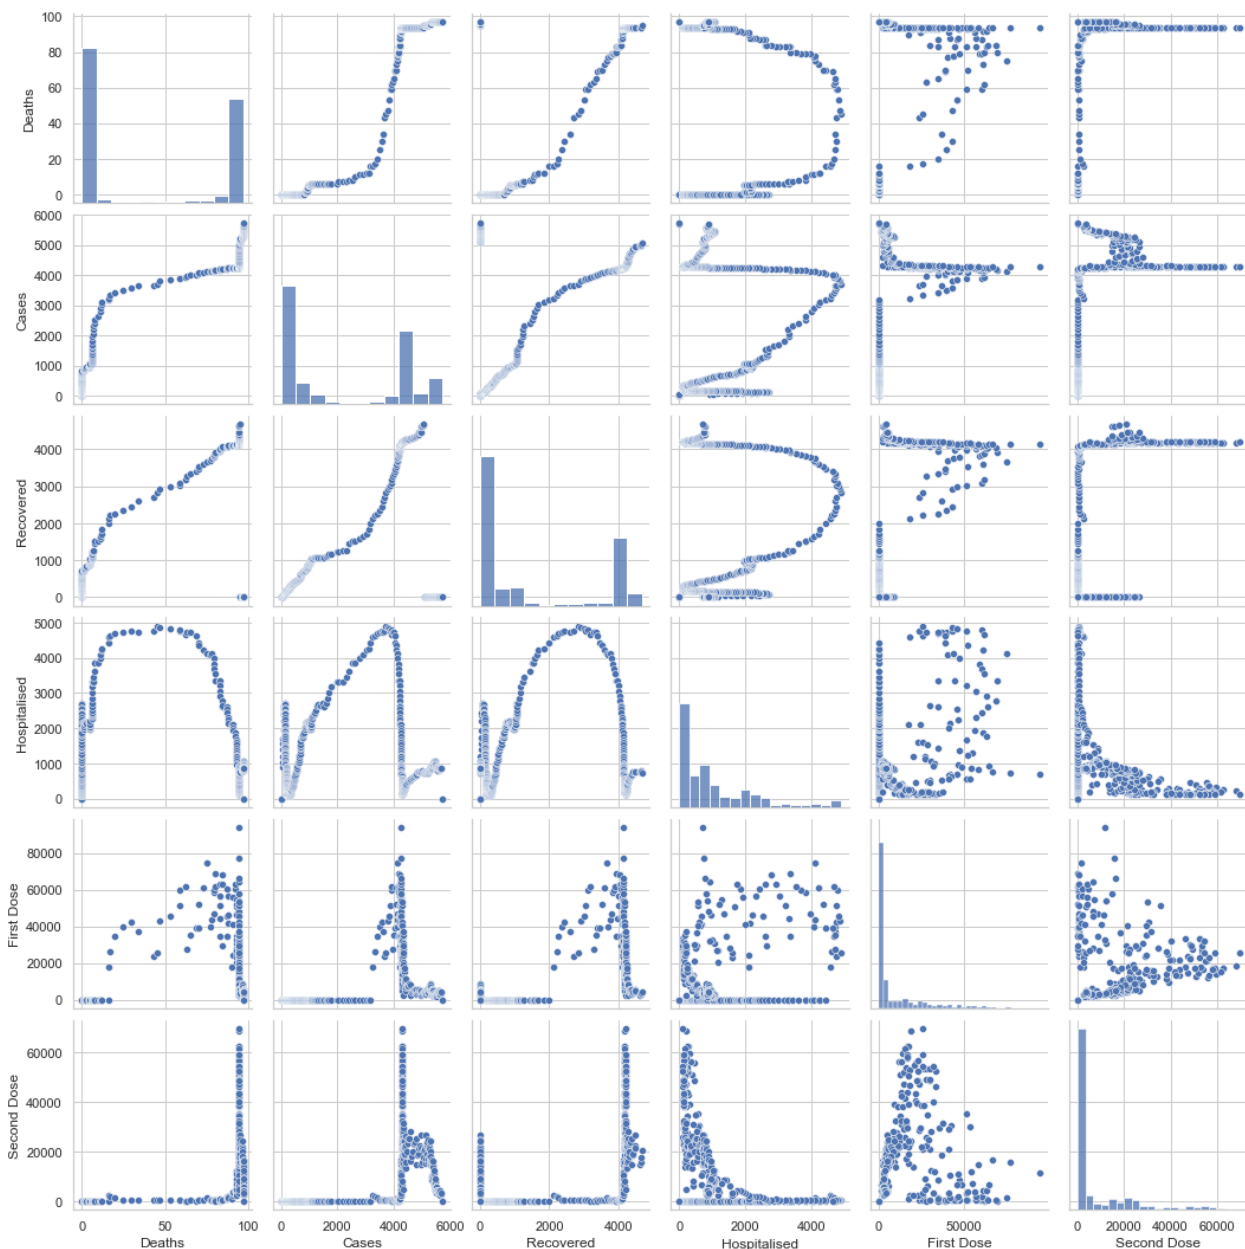 100
80
60
40
20
0
Deaths
6000
5000
4000
3000
2000
1000
0
Cases
4000
3000
2000
1000
0
Recovered
5000
4000
3000
2000
1000
0
Hospitalised
80000
60000
40000
20000
0
First Dose
60000
40000
20000
0
Second Dose
0 50 100
0 2000 4000 6000
0 2000 4000
0 2000 4000
0 50000
0 20000 40000 60000
Deaths Cases Recovered Hospitalised First Dose Second Dose